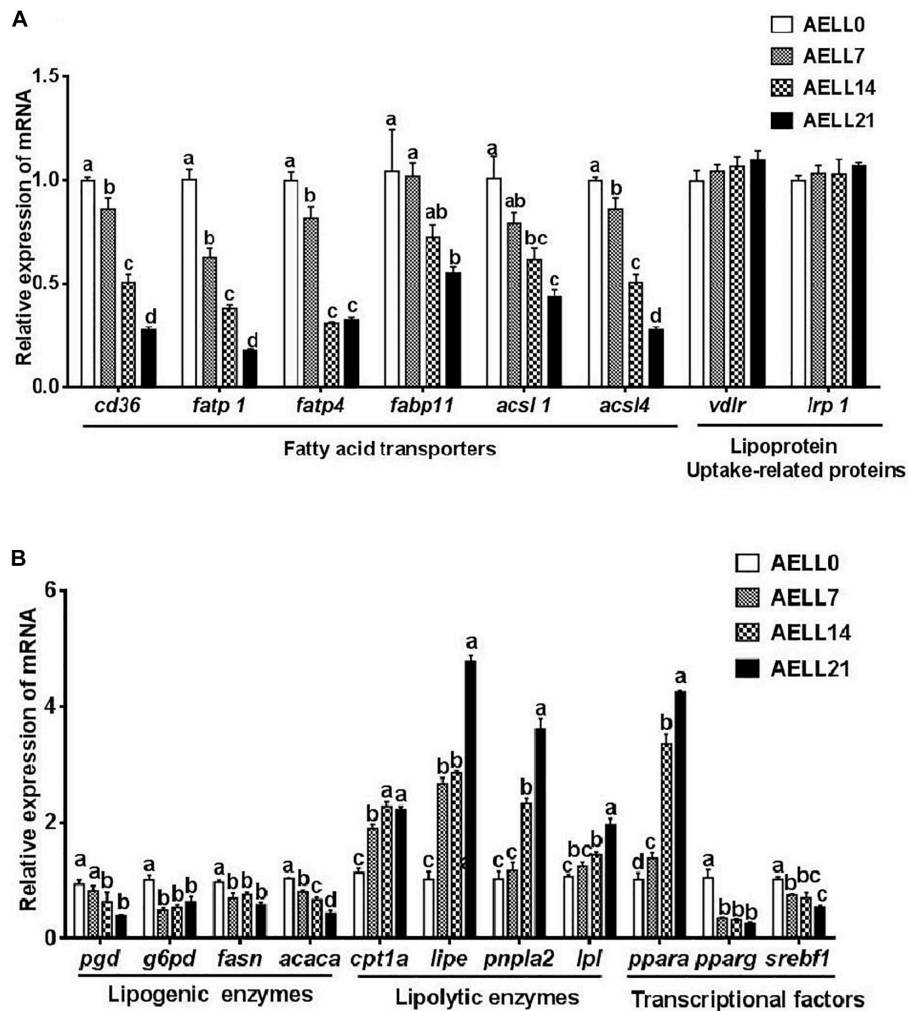 A
AELL0
AELL7
AELL14
AELL21
Relative expression of mRNA
1.5
1.0
0.5
0.0
a b c d
a b c d
a b c c
a a ab b
a ab bc c
a b c d
cd36 fatp 1 fatp4 fabp11 acsl 1 acsl4 vdlr lrp 1
Fatty acid transporters
Lipoprotein
Uptake-related proteins
B
AELL0
AELL7
AELL14
AELL21
Relative expression of mRNA
6
4
2
0
a a b b
a b b b
a b b b
a b c d
c b a a
c b b a
c c b a
c bc b a
d c b a
a b b b
a b bc c
pgd g6pd fasn acaca cpt1a lipe pnpla2 lpl ppara pparg srebf1
Lipogenic enzymes
Lipolytic enzymes
Transcriptional factors